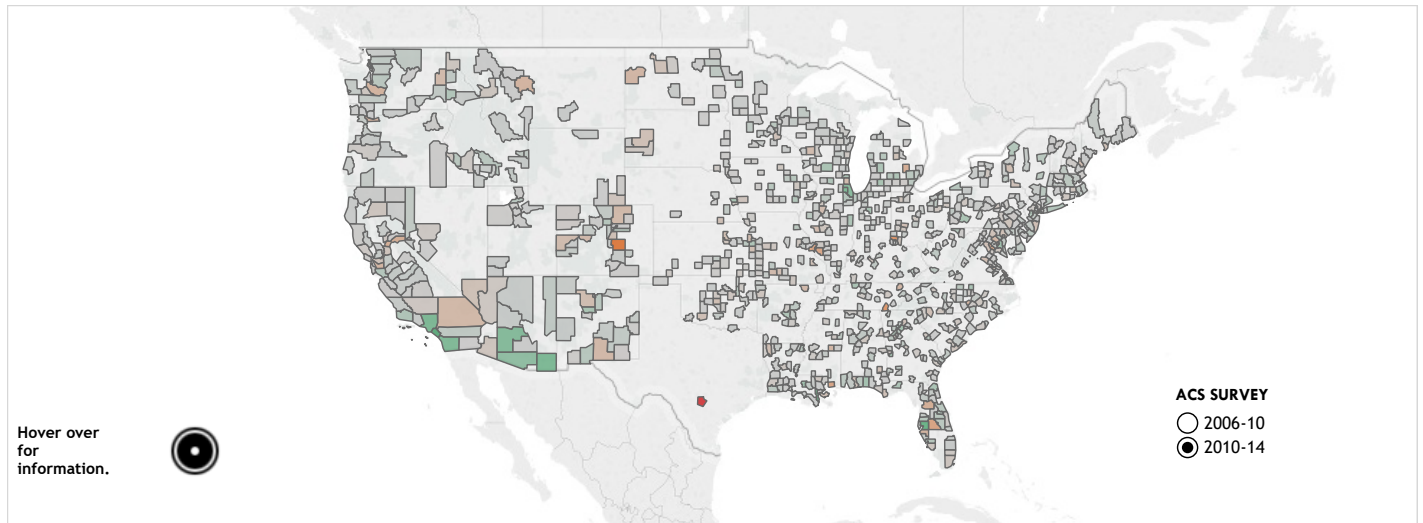 Hover over
for
information.
ACS SURVEY
2006-10
2010-14